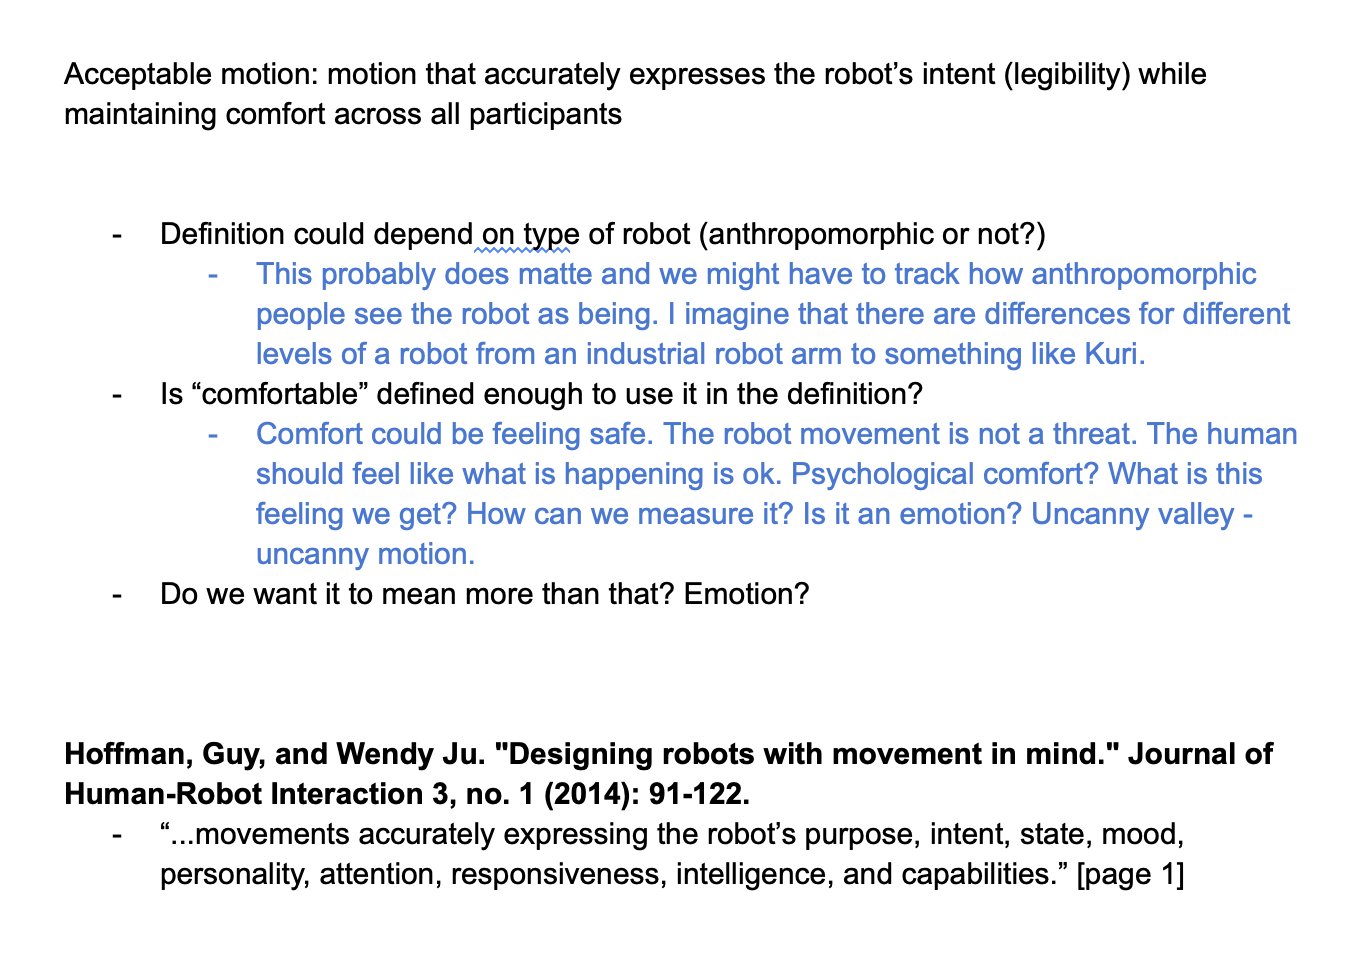 Acceptable motion: motion that accurately expresses the robot’s intent (legibility) while
maintaining comfort across all participants
- Definition could depend on type of robot (anthropomorphic or not?)
- This probably does matte and we might have to track how anthropomorphic
people see the robot as being. I imagine that there are differences for different
levels of a robot from an industrial robot arm to something like Kuri.
- Is “comfortable” defined enough to use it in the definition?
- Comfort could be feeling safe. The robot movement is not a threat. The human
should feel like what is happening is ok. Psychological comfort? What is this
feeling we get? How can we measure it? Is it an emotion? Uncanny valley -
uncanny motion.
- Do we want it to mean more than that? Emotion?
Hoffman, Guy, and Wendy Ju. "Designing robots with movement in mind." Journal of
Human-Robot Interaction 3, no. 1 (2014): 91-122.
- “...movements accurately expressing the robot’s purpose, intent, state, mood,
personality, attention, responsiveness, intelligence, and capabilities.” [page 1]